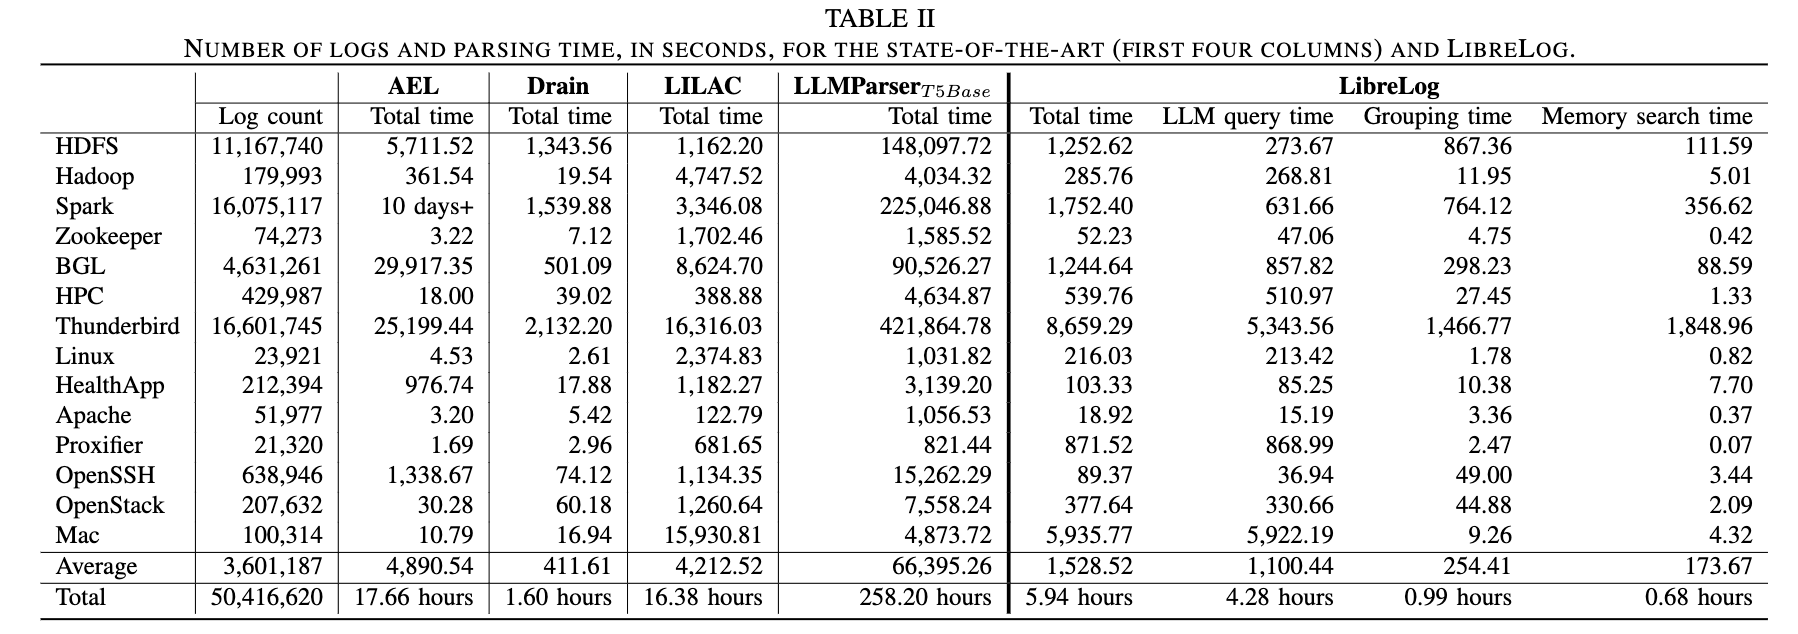 TABLE II
NUMBER OF LOGS AND PARSING TIME, IN SECONDS, FOR THE STATE-OF-THE-ART (FIRST FOUR COLUMNS) AND LIBRELOG.
AEL Drain LILAC LLMParserT5Base LibreLog
Log count Total time Total time Total time Total time Total time LLM query time Grouping time Memory search time
HDFS 11,167,740 5,711.52 1,343.56 1,162.20 148,097.72 1,252.62 273.67 867.36 111.59
Hadoop 179,993 361.54 19.54 4,747.52 4,034.32 285.76 268.81 11.95 5.01
Spark 16,075,117 10 days+ 1,539.88 3,346.08 225,046.88 1,752.40 631.66 764.12 356.62
Zookeeper 74,273 3.22 7.12 1,702.46 1,585.52 52.23 47.06 4.75 0.42
BGL 4,631,261 29,917.35 501.09 8,624.70 90,526.27 1,244.64 857.82 298.23 88.59
HPC 429,987 18.00 39.02 388.88 4,634.87 539.76 510.97 27.45 1.33
Thunderbird 16,601,745 25,199.44 2,132.20 16,316.03 421,864.78 8,659.29 5,343.56 1,466.77 1,848.96
Linux 23,921 4.53 2.61 2,374.83 1,031.82 216.03 213.42 1.78 0.82
HealthApp 212,394 976.74 17.88 1,182.27 3,139.20 103.33 85.25 10.38 7.70
Apache 51,977 3.20 5.42 122.79 1,056.53 18.92 15.19 3.36 0.37
Proxifier 21,320 1.69 2.96 681.65 821.44 871.52 868.99 2.47 0.07
OpenSSH 638,946 1,338.67 74.12 1,134.35 15,262.29 89.37 36.94 49.00 3.44
OpenStack 207,632 30.28 60.18 1,260.64 7,558.24 377.64 330.66 44.88 2.09
Mac 100,314 10.79 16.94 15,930.81 4,873.72 5,935.77 5,922.19 9.26 4.32
Average 3,601,187 4,890.54 411.61 4,212.52 66,395.26 1,528.52 1,100.44 254.41 173.67
Total 50,416,620 17.66 hours 1.60 hours 16.38 hours 258.20 hours 5.94 hours 4.28 hours 0.99 hours 0.68 hours